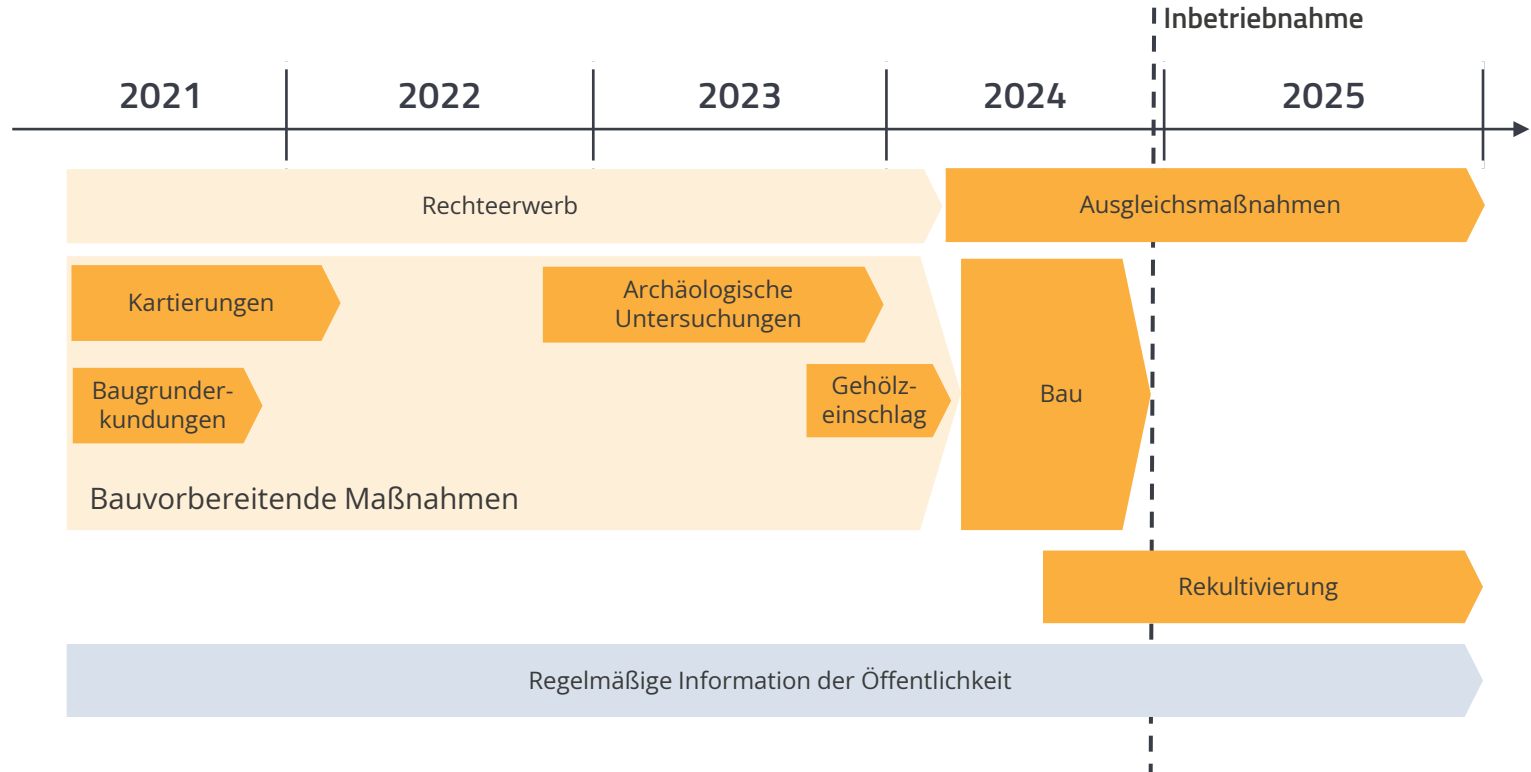 Inbetriebnahme
2021
2022
2023
2024
2025
Rechteerwerb
Ausgleichsmaßnahmen
Kartierungen
Archäologische
Untersuchungen
Baugrunder-
kundungen
Gehölz-
einschlag
Bau
Bauvorbereitende Maßnahmen
Rekultivierung
Regelmäßige Information der Öffentlichkeit